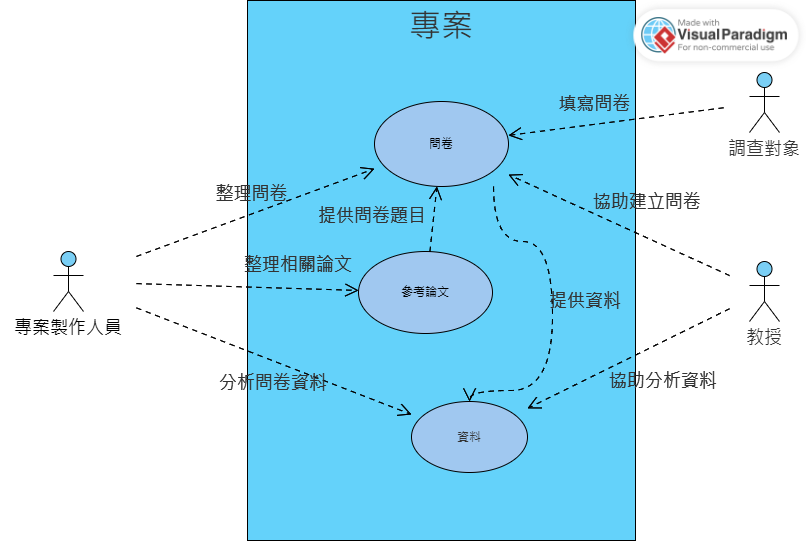 專案
Made with
Visual Paradigm
For non-commercial use
填寫問卷
調查對象
問卷
整理問卷
協助建立問卷
提供問卷題目
整理相關論文
參考論文
提供資料
專案製作人員
教授
分析問卷資料
協助分析資料
資料